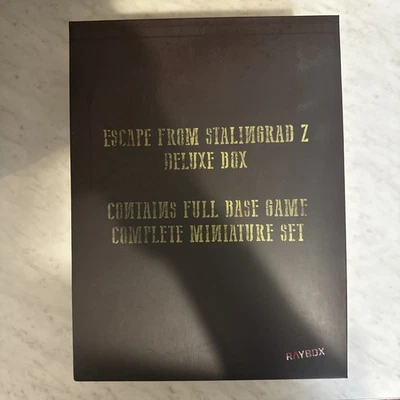 ESCAPE FROM STALINGRAD Z
DELUXE BOX
CONTAINS FULL BASE GAME
COMPLETE MINIATURE SET
RAYBOX